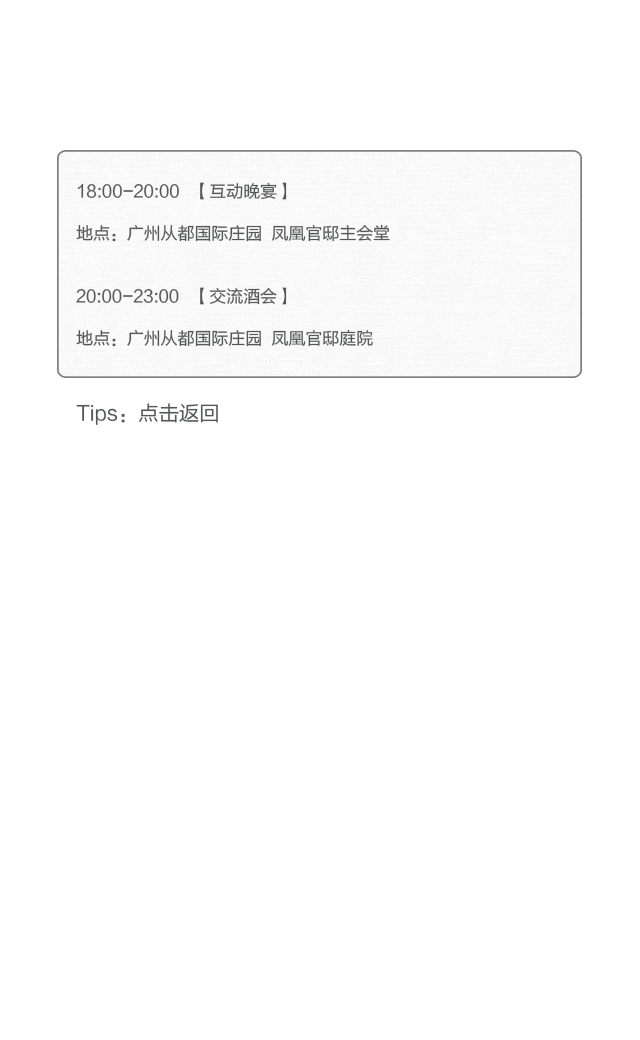 18:00-20:00 【互动晚宴】
地点：广州从都国际庄园 凤凰官邸主会堂
20:00-23:00 【交流酒会】
地点：广州从都国际庄园 凤凰官邸庭院
Tips：点击返回